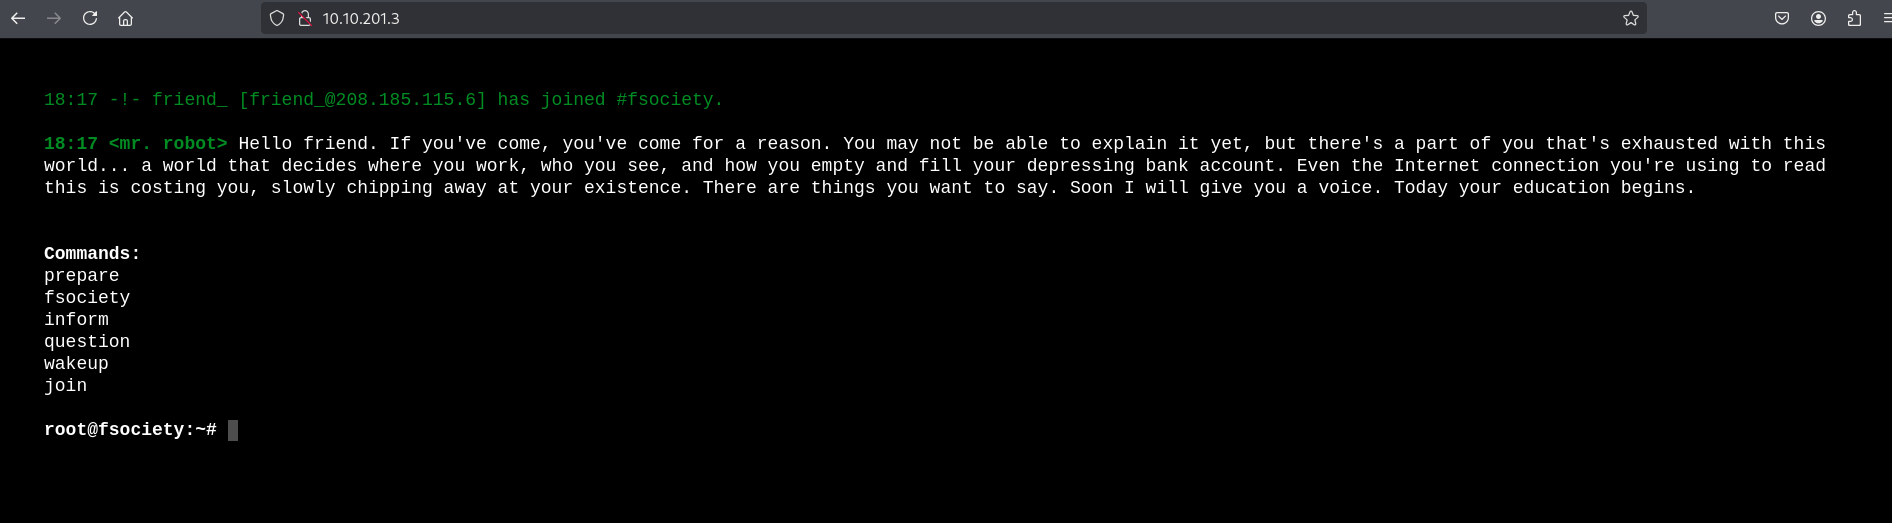 10.10.201.3
18:17 -!- friend_ [friend_@208.185.115.6] has joined #fsociety.
18:17 <mr. robot> Hello friend. If you've come, you've come for a reason. You may not be able to explain it yet, but there's a part of you that's exhausted with this
world... a world that decides where you work, who you see, and how you empty and fill your depressing bank account. Even the Internet connection you're using to read
this is costing you, slowly chipping away at your existence. There are things you want to say. Soon I will give you a voice. Today your education begins.
Commands:
prepare
fsociety
inform
question
wakeup
join
root@fsociety:~#